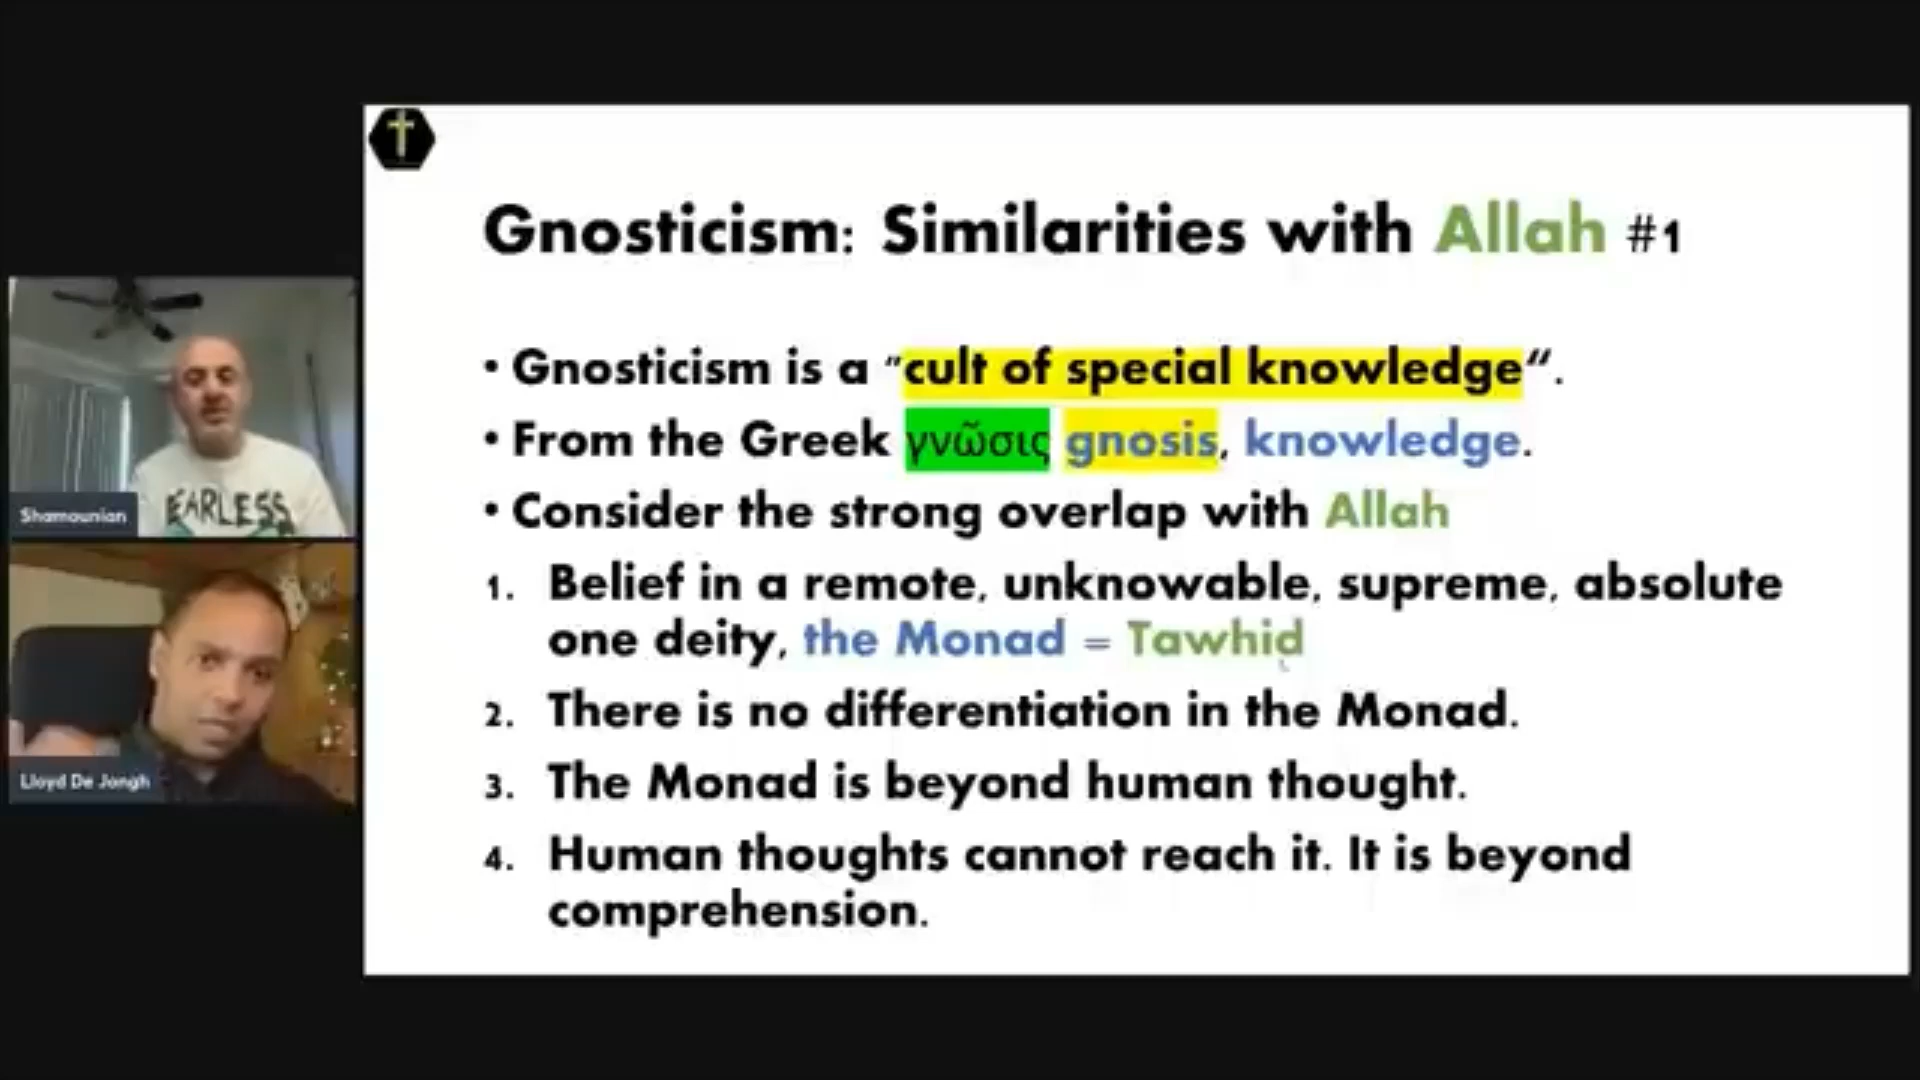 Gnosticism: Similarities with Allah #1
• Gnosticism is a "cult of special knowledge".
• From the Greek γνῶσις gnosis, knowledge.
• Consider the strong overlap with Allah
1. Belief in a remote, unknowable, supreme, absolute
one deity, the Monad = Tawhid
2. There is no differentiation in the Monad.
3. The Monad is beyond human thought.
4. Human thoughts cannot reach it. It is beyond
comprehension.
FEARLESS
Shamounian
Lloyd De Jongh